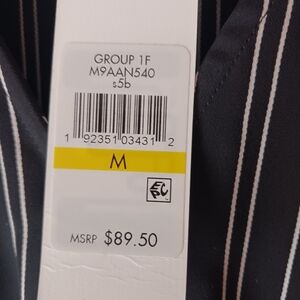 GROUP 1F
M9AAN540
s5b
1 92351 03431 2
M
MSRP $89.50